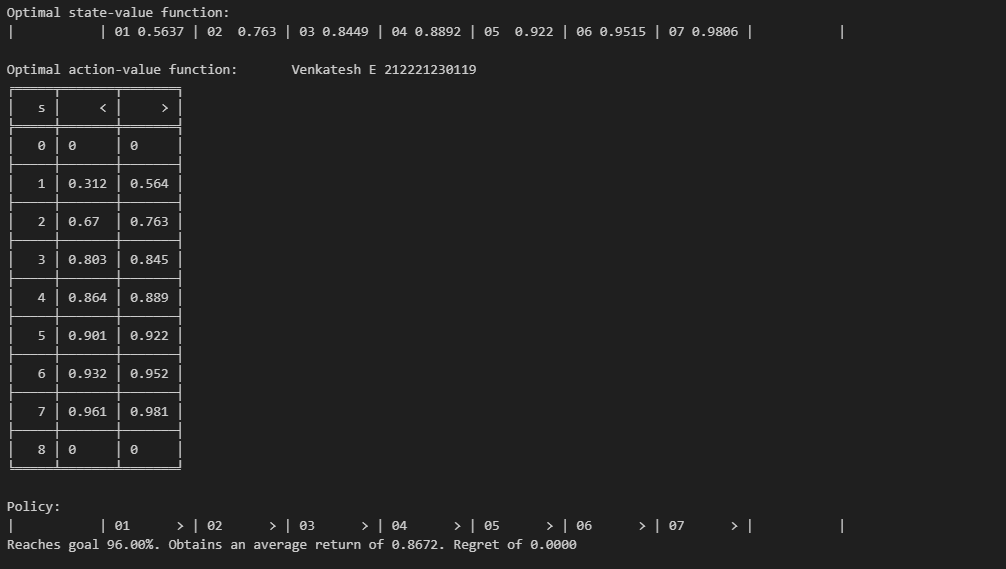 Optimal state-value function:
|           | 01 0.5637 | 02  0.763 | 03 0.8449 | 04 0.8892 | 05  0.922 | 06 0.9515 | 07 0.9806 |           |
Optimal action-value function:       Venkatesh E 212221230119
│   s │     < │     > │
│   0 │ 0     │ 0     │
│   1 │ 0.312 │ 0.564 │
│   2 │ 0.67  │ 0.763 │
│   3 │ 0.803 │ 0.845 │
│   4 │ 0.864 │ 0.889 │
│   5 │ 0.901 │ 0.922 │
│   6 │ 0.932 │ 0.952 │
│   7 │ 0.961 │ 0.981 │
│   8 │ 0     │ 0     │
Policy:
|           | 01      > | 02      > | 03      > | 04      > | 05      > | 06      > | 07      > |           |
Reaches goal 96.00%. Obtains an average return of 0.8672. Regret of 0.0000